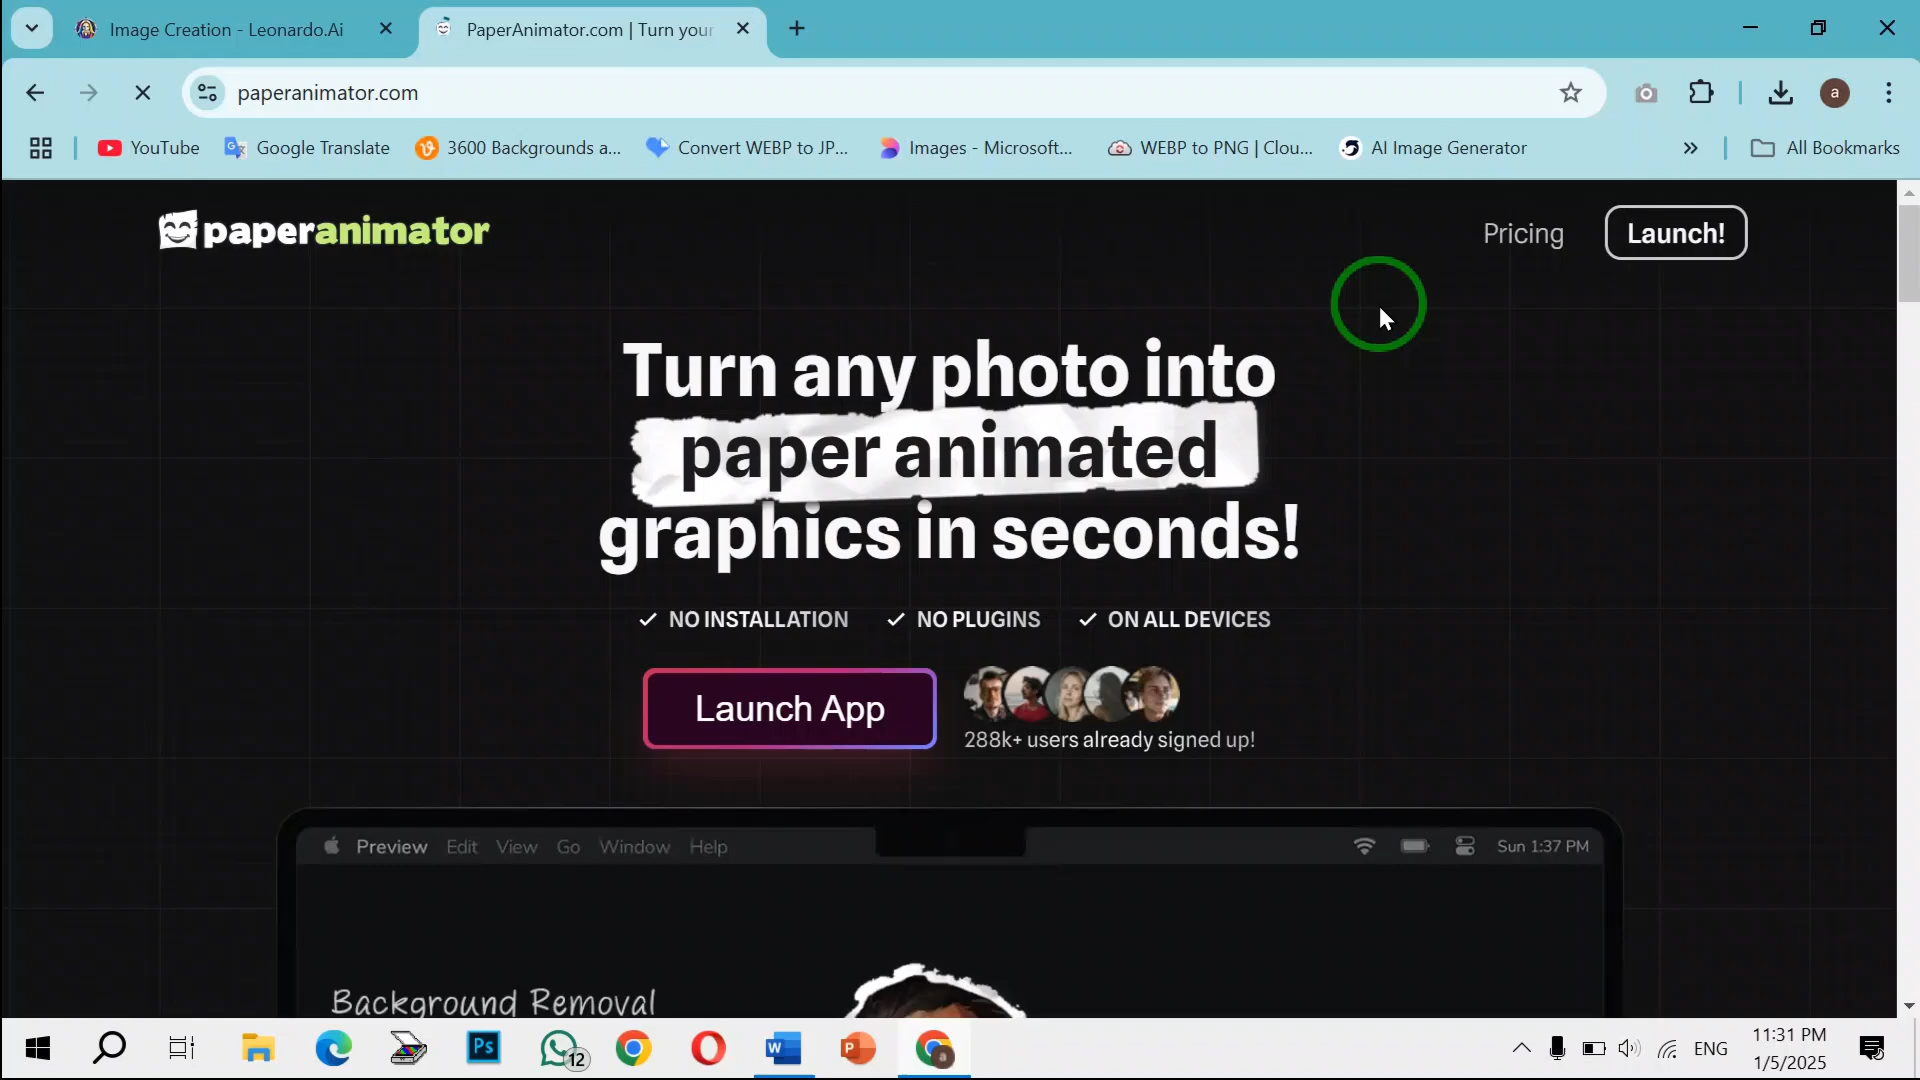 Image Creation - Leonardo.Ai
PaperAnimator.com | Turn your
paperanimator.com
a
YouTube
Google Translate
3600 Backgrounds a...
Convert WEBP to JP...
Images - Microsoft...
WEBP to PNG | Clou...
AI Image Generator
All Bookmarks
paperanimator
Pricing
Launch!
Turn any photo into
paper animated
graphics in seconds!
NO INSTALLATION
NO PLUGINS
ON ALL DEVICES
Launch App
288k+ users already signed up!
Preview Edit View Go Window Help
Sun 1:37 PM
Background Removal
Ps
12
W
P
a
ENG
11:31 PM
1/5/2025